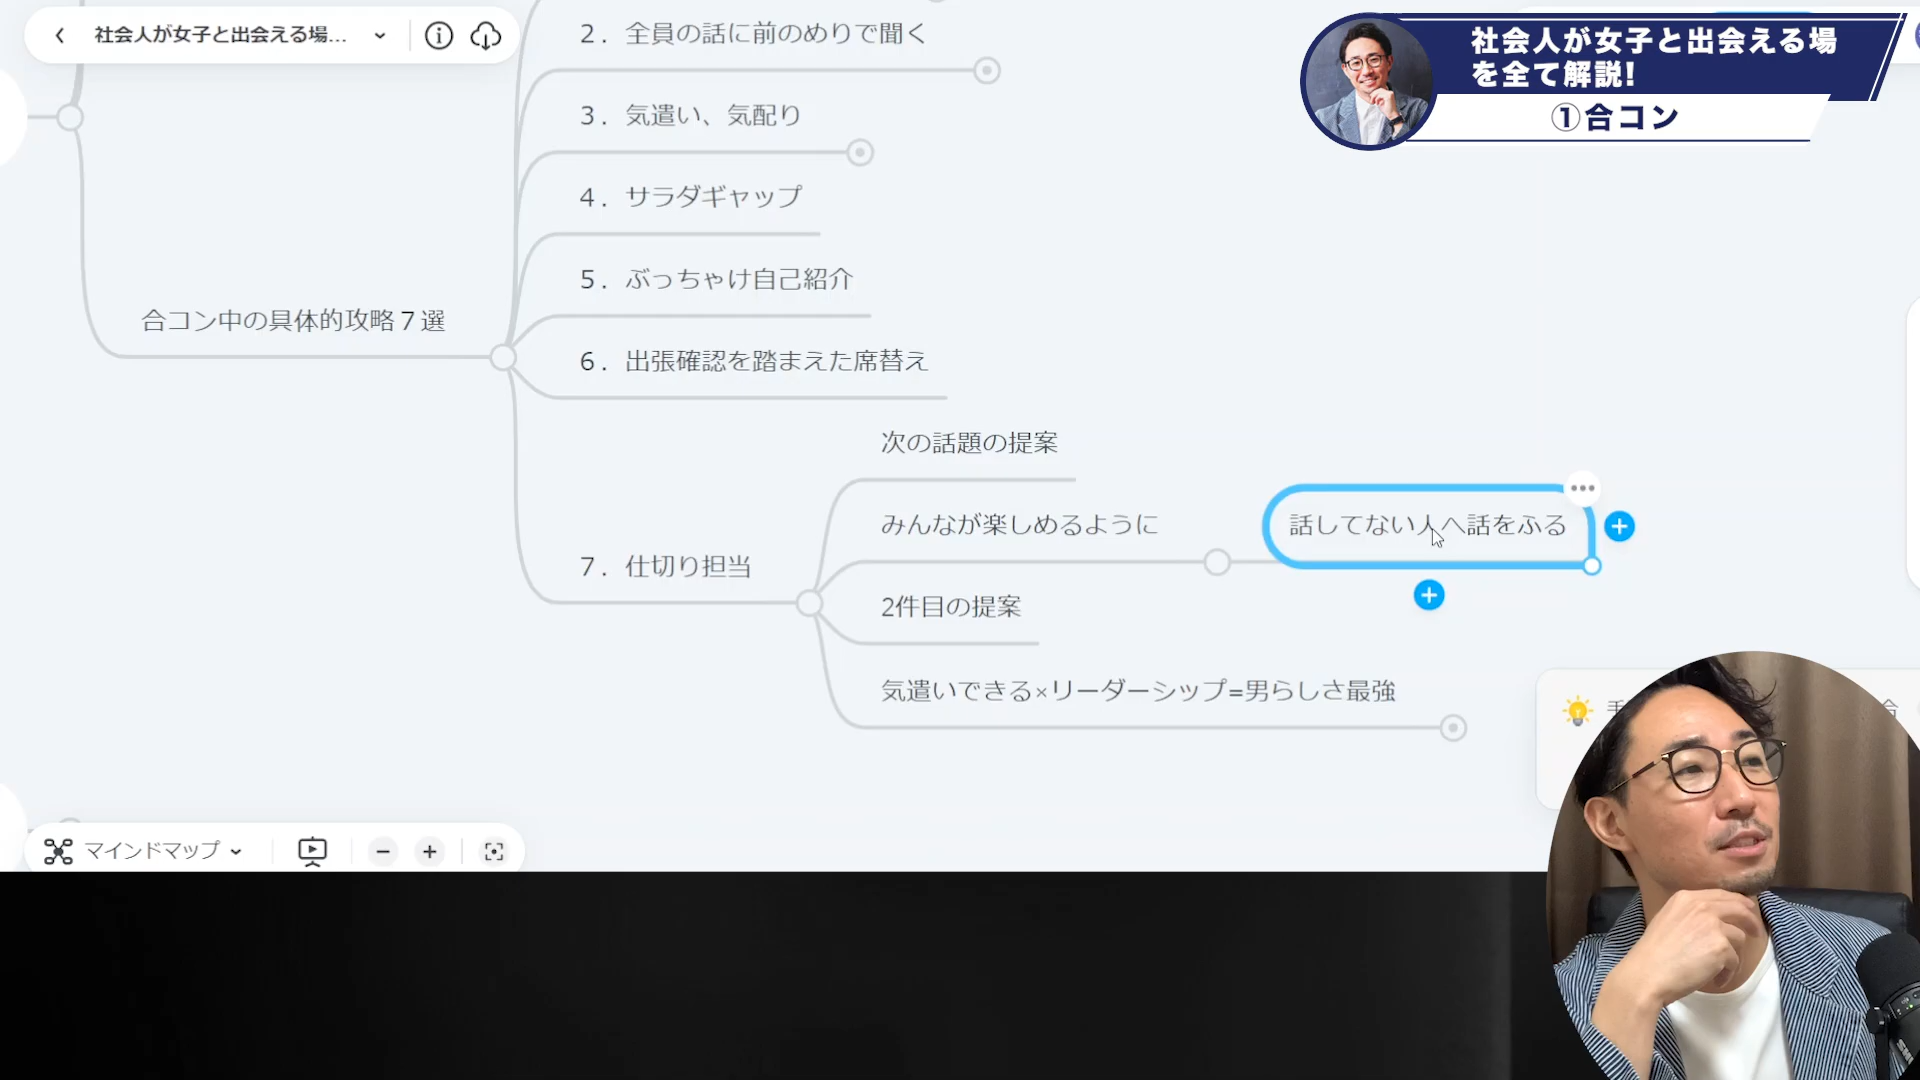 社会人が女子と出会える場...
社会人が女子と出会える場
を全て解説!
①合コン
2. 全員の話に前のめりで聞く
3. 気遣い、気配り
4. サラダギャップ
5. ぶっちゃけ自己紹介
合コン中の具体的攻略７選
6. 出張確認を踏まえた席替え
次の話題の提案
みんなが楽しめるように
話してない人へ話をふる
7. 仕切り担当
2件目の提案
気遣いできる×リーダーシップ=男らしさ最強
マインドマップ